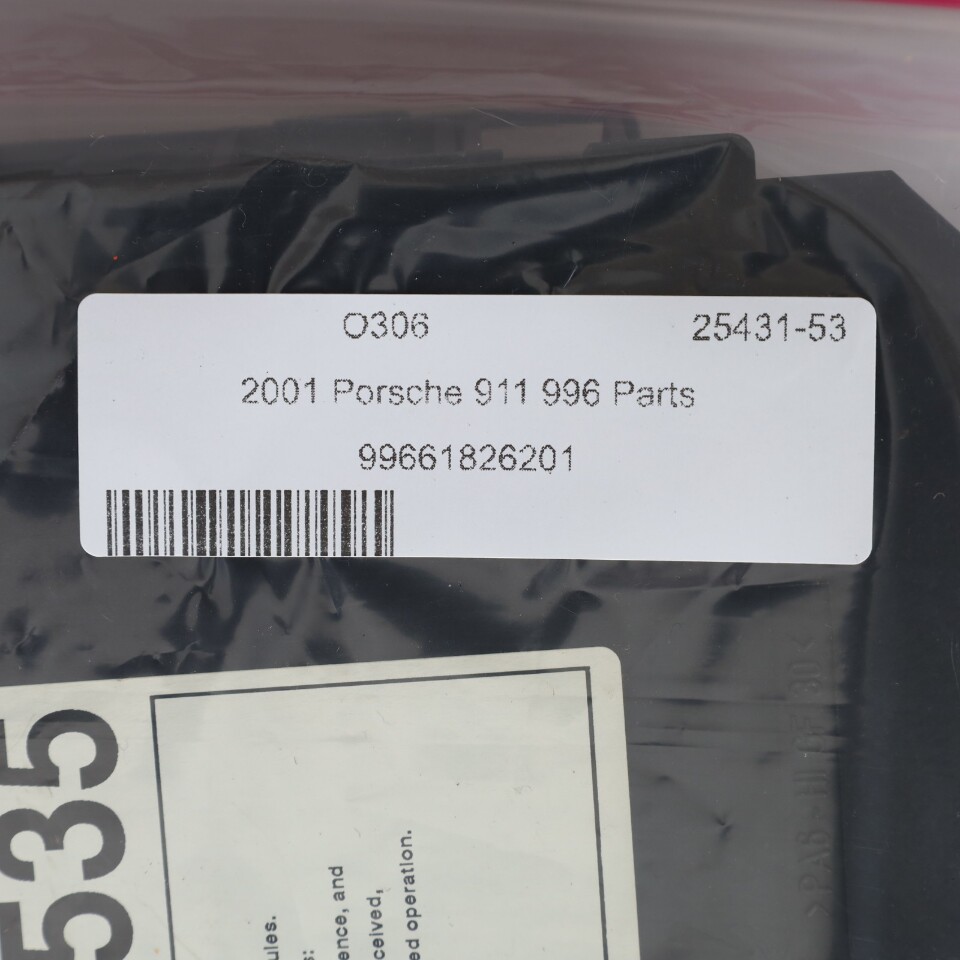 O306 25431-53
2001 Porsche 911 996 Parts
99661826201
535
ules.
ence, and
ceived,
ed operation.